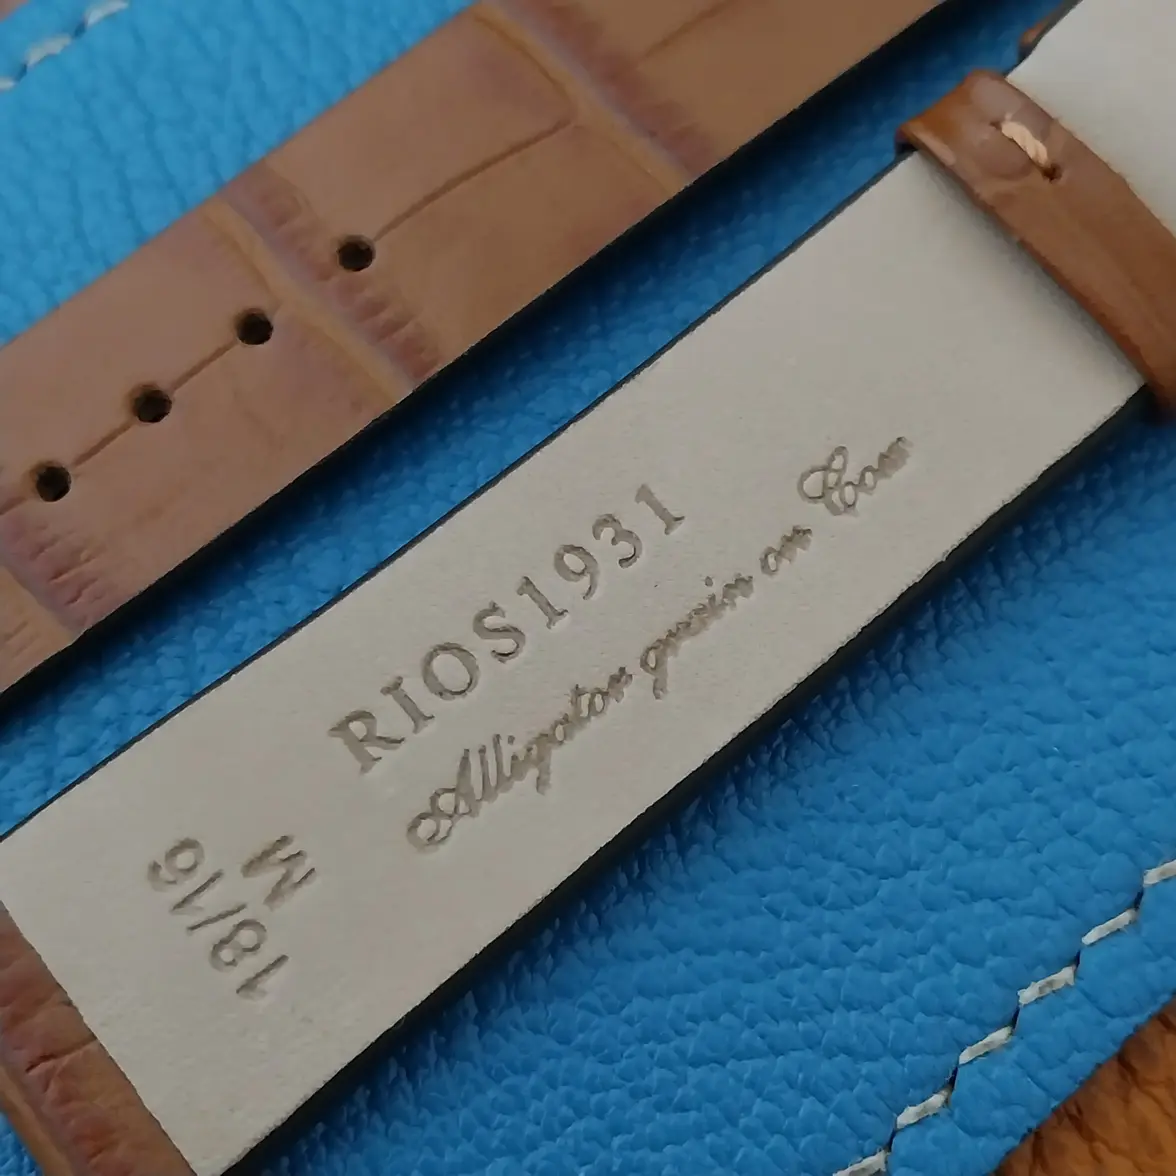 RIOS1931
Alligator grain on Cow
M
18/16